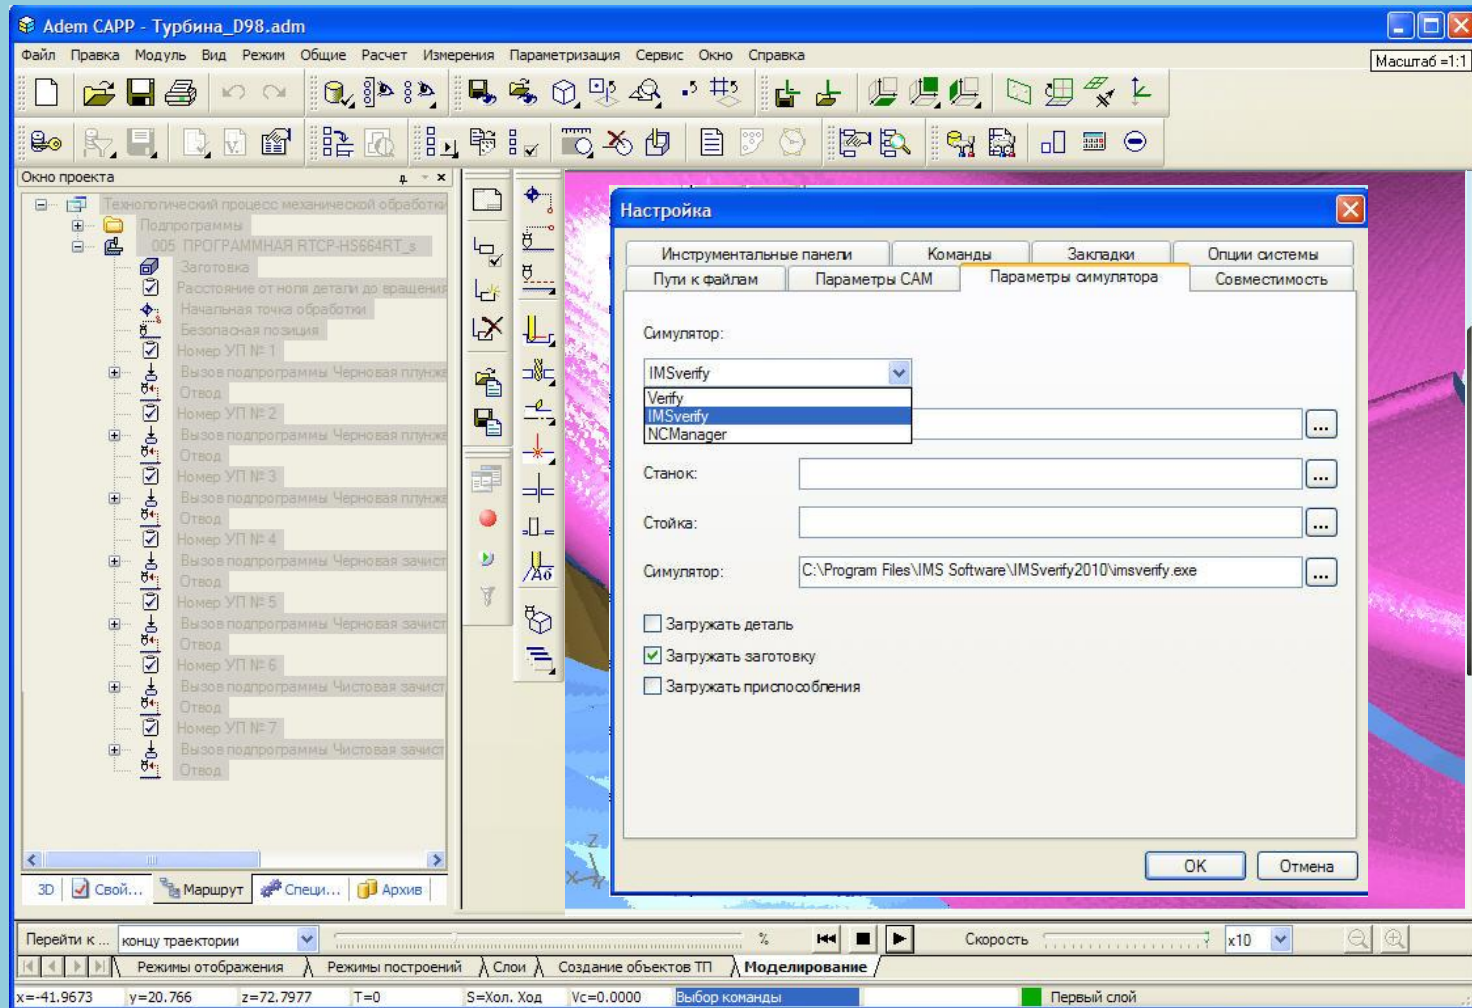 Adem CAPP - Турбина_D98.adm
Файл Правка Модуль Вид Режим Общие Расчет Измерения Параметризация Сервис Окно Справка
Масштаб =1:1
Окно проекта
Технологический процесс механической обработки
Подпрограммы
005 ПРОГРАММНАЯ RTCP-HS664RT_s
Заготовка
Расстояние от ноля детали до вращения
Начальная точка обработки
Безопасная позиция
Номер УП № 1
Вызов подпрограммы Черновая плунже
Отвод
Номер УП № 2
Вызов подпрограммы Черновая плунже
Отвод
Номер УП № 3
Вызов подпрограммы Черновая плунже
Отвод
Номер УП № 4
Вызов подпрограммы Черновая зачист
Отвод
Номер УП № 5
Вызов подпрограммы Черновая зачист
Отвод
Номер УП № 6
Вызов подпрограммы Чистовая зачист
Отвод
Номер УП № 7
Вызов подпрограммы Чистовая зачист
Отвод
3D Свой... Маршрут Специ... Архив
Настройка
Инструментальные панели Команды Закладки Опции системы
Пути к файлам Параметры CAM Параметры симулятора Совместимость
Симулятор:
IMSverify
Verify
IMSverify
NCManager
...
Станок: ...
Стойка: ...
Симулятор: C:\Program Files\IMS Software\IMSverify2010\imsverify.exe ...
Загружать деталь
Загружать заготовку
Загружать приспособления
OK Отмена
Z
X
Перейти к ... концу траектории % Скорость x10
Режимы отображения Режимы построений Слои Создание объектов ТП Моделирование
x=-41.9673 y=20.766 z=72.7977 T=0 S=Хол. Ход Vc=0.0000 Выбор команды Первый слой